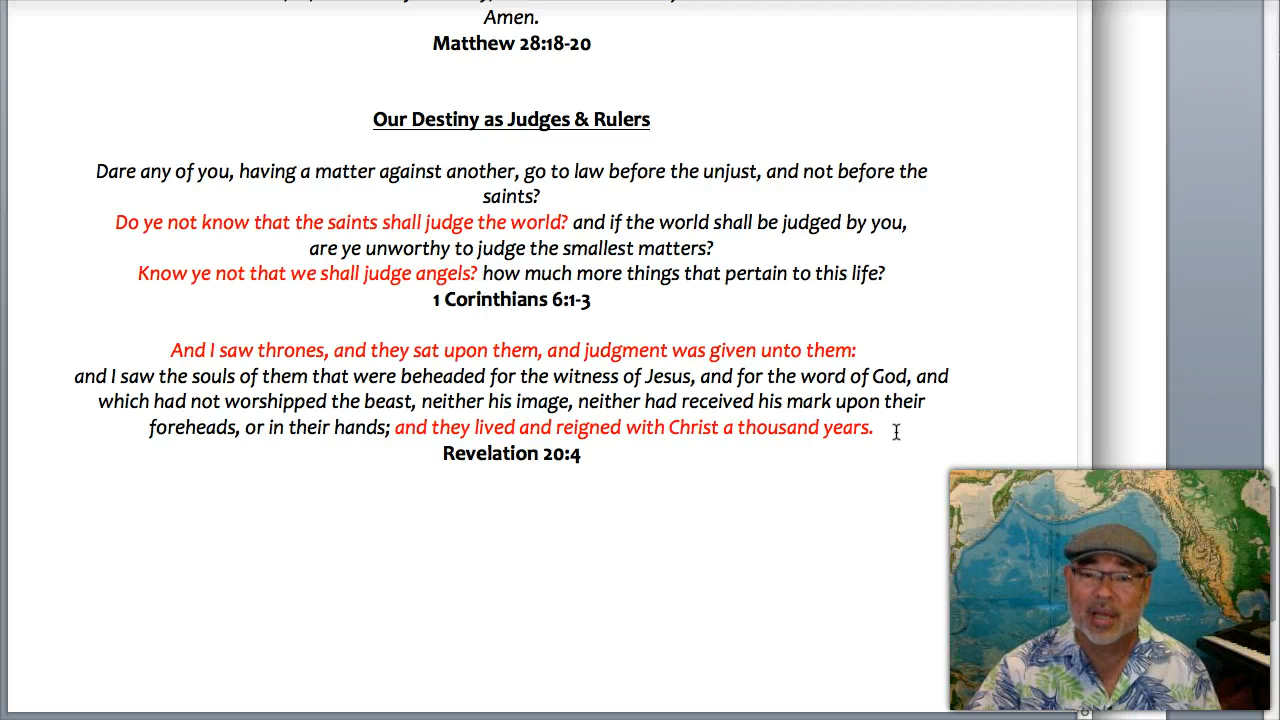 Amen.
Matthew 28:18-20
Our Destiny as Judges & Rulers
Dare any of you, having a matter against another, go to law before the unjust, and not before the
saints?
Do ye not know that the saints shall judge the world? and if the world shall be judged by you,
are ye unworthy to judge the smallest matters?
Know ye not that we shall judge angels? how much more things that pertain to this life?
1 Corinthians 6:1-3
And I saw thrones, and they sat upon them, and judgment was given unto them:
and I saw the souls of them that were beheaded for the witness of Jesus, and for the word of God, and
which had not worshipped the beast, neither his image, neither had received his mark upon their
foreheads, or in their hands; and they lived and reigned with Christ a thousand years.
Revelation 20:4